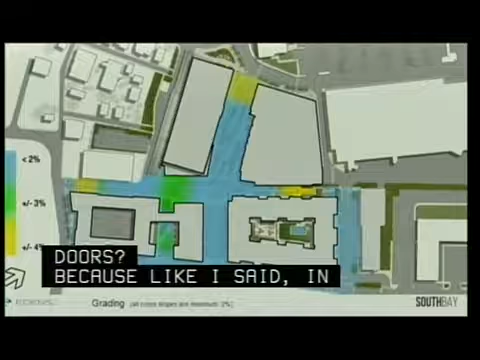 < 2%
+/- 3%
+/- 4%
DOORS?
BECAUSE LIKE I SAID, IN
Grading
SOUTHBAY